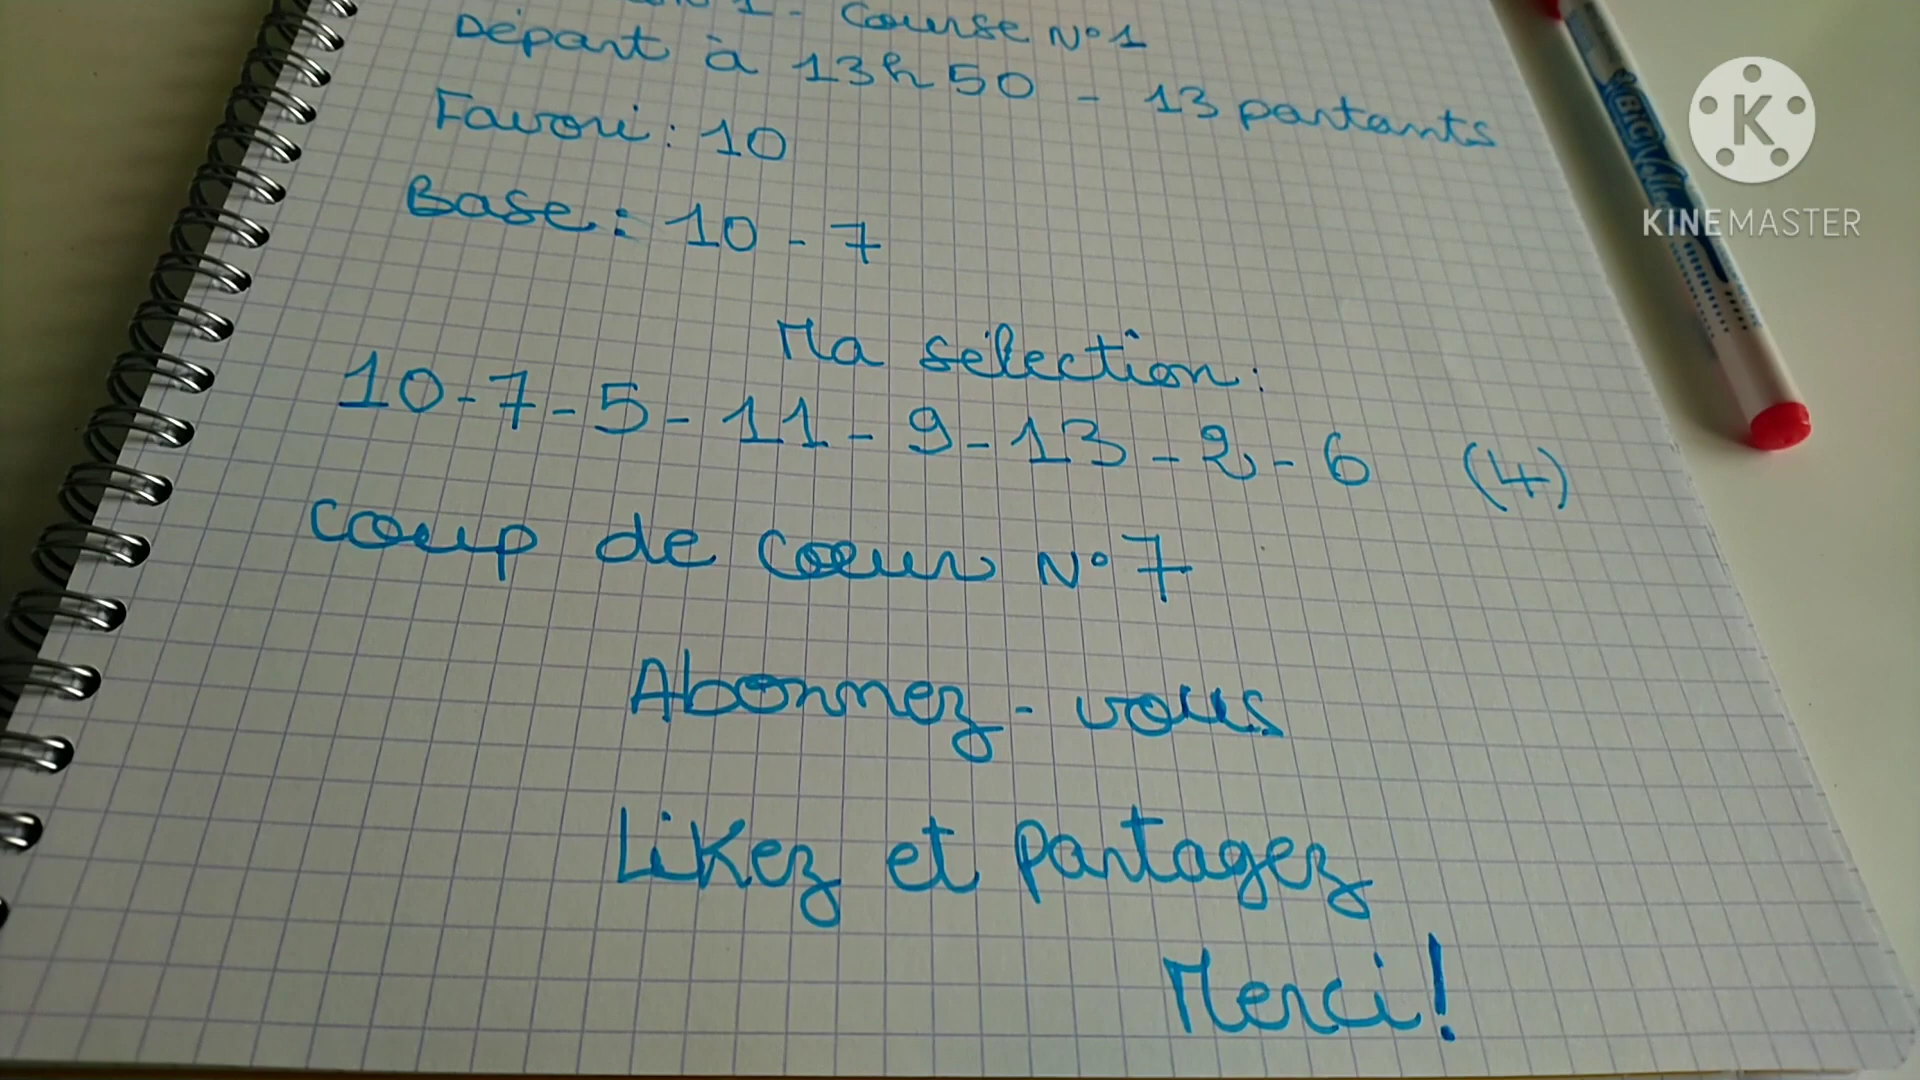 1 - Course N°1
Départ à 13h50 - 13 partants
Favori : 10
Base : 10 - 7
Ma sélection :
10 - 7 - 5 - 11 - 9 - 13 - 2 - 6 (4)
coup de coeur N°7
Abonnez-vous
Likez et partagez
Merci !
K
KINEMASTER